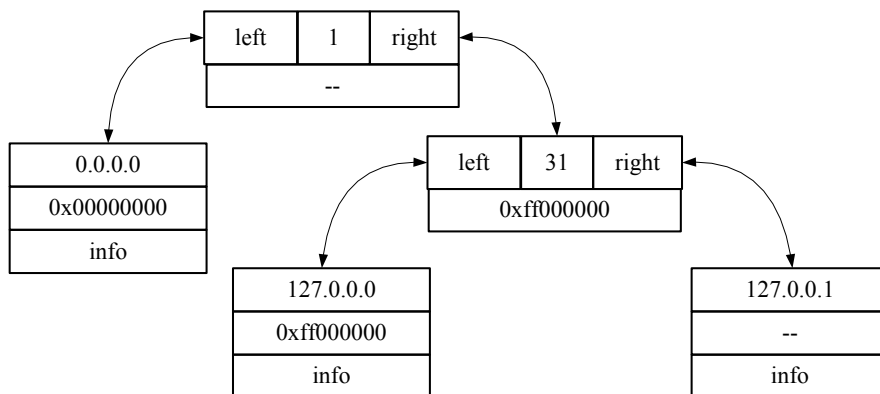 left 1 right
--
0.0.0.0
0x00000000
info
left 31 right
0xff000000
127.0.0.0
0xff000000
info
127.0.0.1
--
info